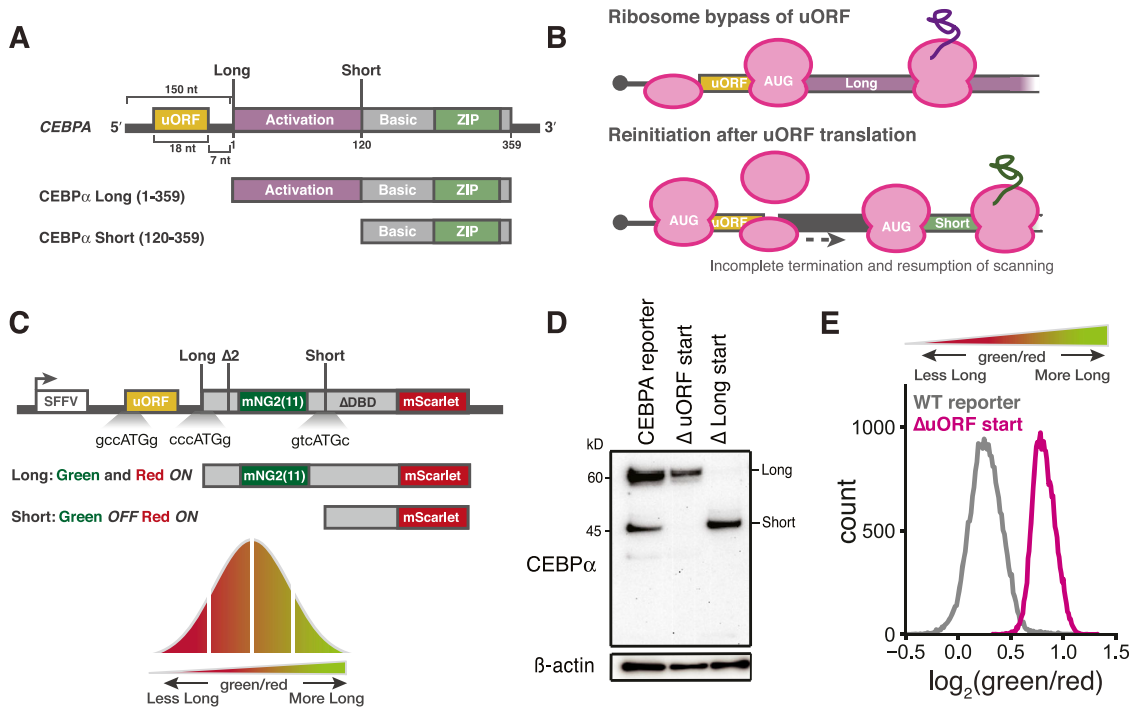 A
Long
Short
150 nt
CEBPA
5′
uORF
Activation
Basic
ZIP
3′
18 nt
7 nt
1
120
359
CEBPα Long (1-359)
Activation
Basic
ZIP
CEBPα Short (120-359)
Basic
ZIP
B
Ribosome bypass of uORF
uORF
AUG
Long
Reinitiation after uORF translation
AUG
uORF
AUG
Short
Incomplete termination and resumption of scanning
C
Long
Δ2
Short
SFFV
uORF
mNG2(11)
ΔDBD
mScarlet
gccATGg
cccATGg
gtcATGc
Long: Green and Red ON
mNG2(11)
mScarlet
Short: Green OFF Red ON
mScarlet
green/red
Less Long
More Long
D
CEBPA reporter
Δ uORF start
Δ Long start
kD
60
45
Long
Short
CEBPα
ß-actin
E
green/red
Less Long
More Long
WT reporter
ΔuORF start
count
1000
500
0
-0.5
0.0
0.5
1.0
1.5
log2(green/red)